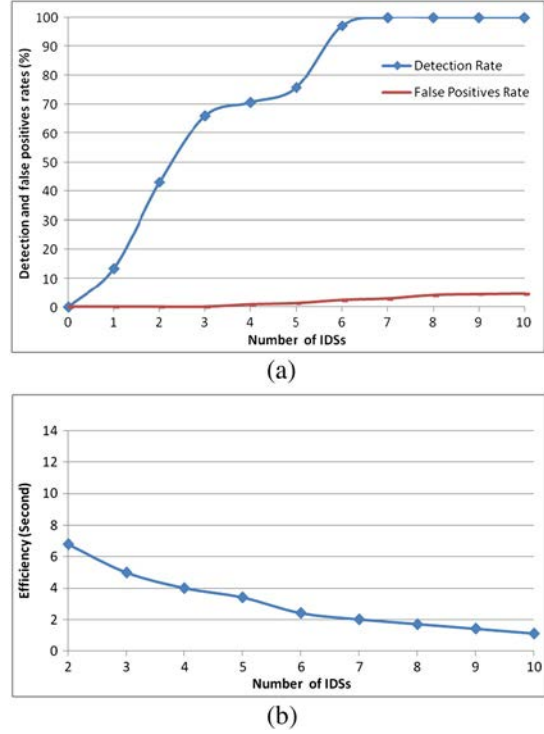 Detection and false positives rates (%)
100
90
80
70
60
50
40
30
20
10
0
Detection Rate
False Positives Rate
0 1 2 3 4 5 6 7 8 9 10
Number of IDSs
(a)
Efficiency (Second)
14
12
10
8
6
4
2
0
2 3 4 5 6 7 8 9 10
Number of IDSs
(b)